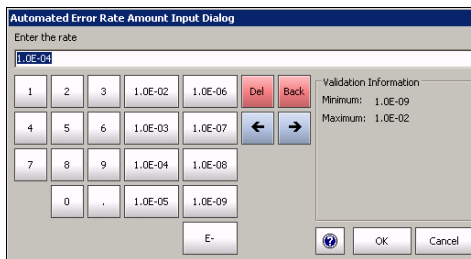 Automated Error Rate Amount Input Dialog
Enter the rate
1.0E-04
1 2 3 1.0E-02 1.0E-06 Del Back
4 5 6 1.0E-03 1.0E-07 ← →
7 8 9 1.0E-04 1.0E-08
0 . 1.0E-05 1.0E-09
E-
Validation Information
Minimum: 1.0E-09
Maximum: 1.0E-02
? OK Cancel